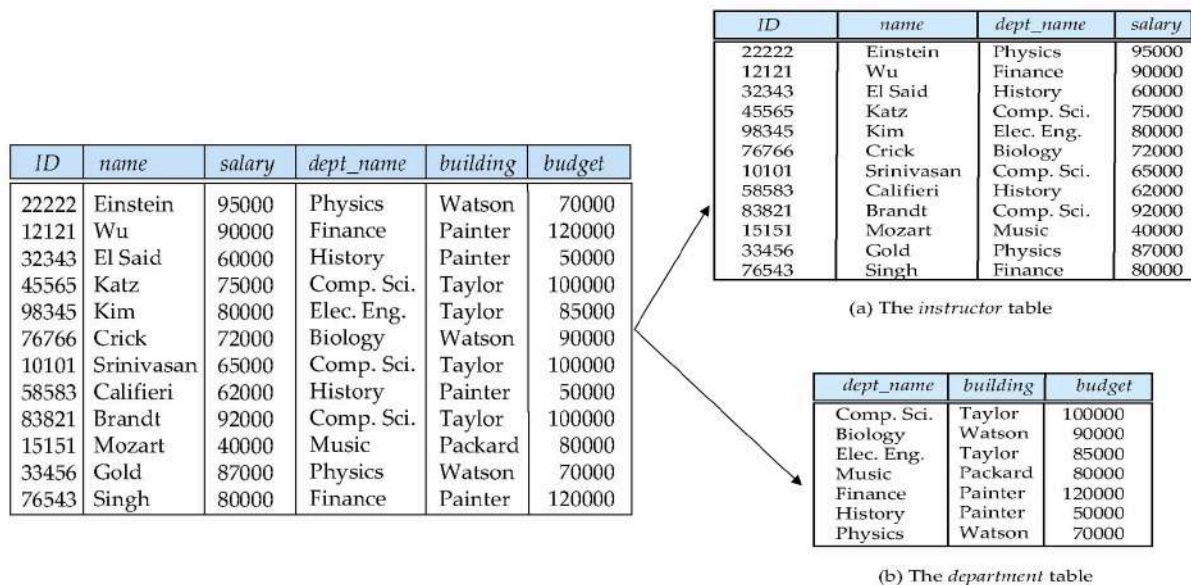 ID name salary dept_name building budget
22222 Einstein 95000 Physics Watson 70000
12121 Wu 90000 Finance Painter 120000
32343 El Said 60000 History Painter 50000
45565 Katz 75000 Comp. Sci. Taylor 100000
98345 Kim 80000 Elec. Eng. Taylor 85000
76766 Crick 72000 Biology Watson 90000
10101 Srinivasan 65000 Comp. Sci. Taylor 100000
58583 Califieri 62000 History Painter 50000
83821 Brandt 92000 Comp. Sci. Taylor 100000
15151 Mozart 40000 Music Packard 80000
33456 Gold 87000 Physics Watson 70000
76543 Singh 80000 Finance Painter 120000
ID name dept_name salary
22222 Einstein Physics 95000
12121 Wu Finance 90000
32343 El Said History 60000
45565 Katz Comp. Sci. 75000
98345 Kim Elec. Eng. 80000
76766 Crick Biology 72000
10101 Srinivasan Comp. Sci. 65000
58583 Califieri History 62000
83821 Brandt Comp. Sci. 92000
15151 Mozart Music 40000
33456 Gold Physics 87000
76543 Singh Finance 80000
(a) The instructor table
dept_name building budget
Comp. Sci. Taylor 100000
Biology Watson 90000
Elec. Eng. Taylor 85000
Music Packard 80000
Finance Painter 120000
History Painter 50000
Physics Watson 70000
(b) The department table